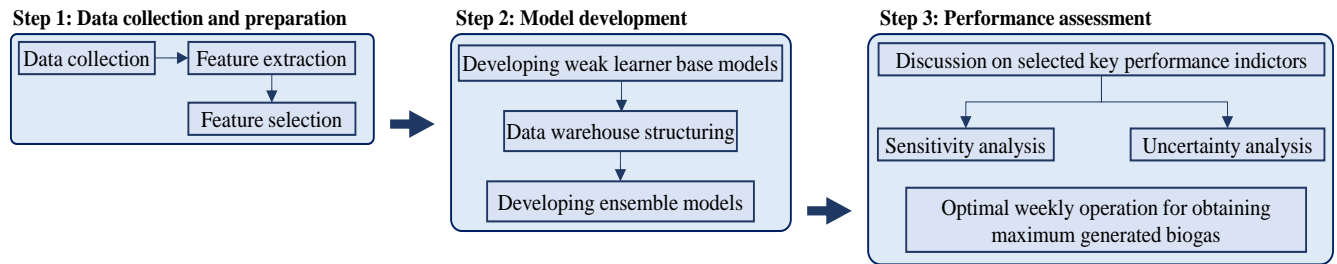 Step 1: Data collection and preparation
Data collection
Feature extraction
Feature selection
Step 2: Model development
Developing weak learner base models
Data warehouse structuring
Developing ensemble models
Step 3: Performance assessment
Discussion on selected key performance indictors
Sensitivity analysis
Uncertainty analysis
Optimal weekly operation for obtaining
maximum generated biogas